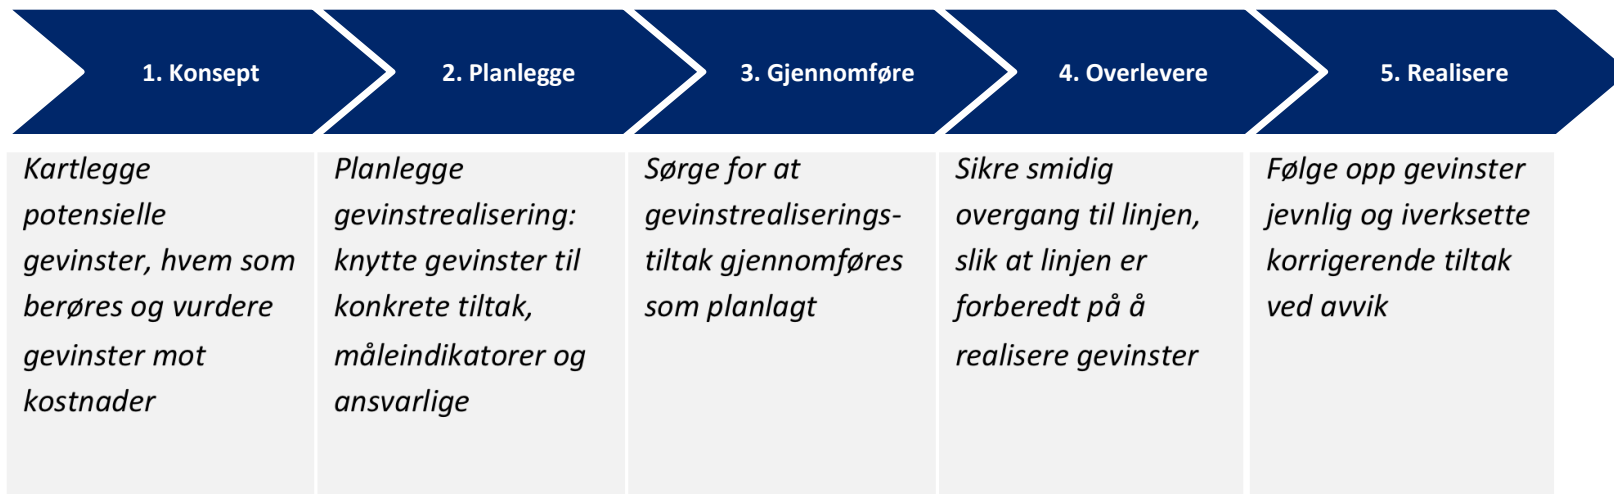 1. Konsept
2. Planlegge
3. Gjennomføre
4. Overlevere
5. Realisere
Kartlegge
potensielle
gevinster, hvem som
berøres og vurdere
gevinster mot
kostnader
Planlegge
gevinstrealisering:
knytte gevinster til
konkrete tiltak,
måleindikatorer og
ansvarlige
Sørge for at
gevinstrealiserings-
tiltak gjennomføres
som planlagt
Sikre smidig
overgang til linjen,
slik at linjen er
forberedt på å
realisere gevinster
Følge opp gevinster
jevnlig og iverksette
korrigerende tiltak
ved avvik